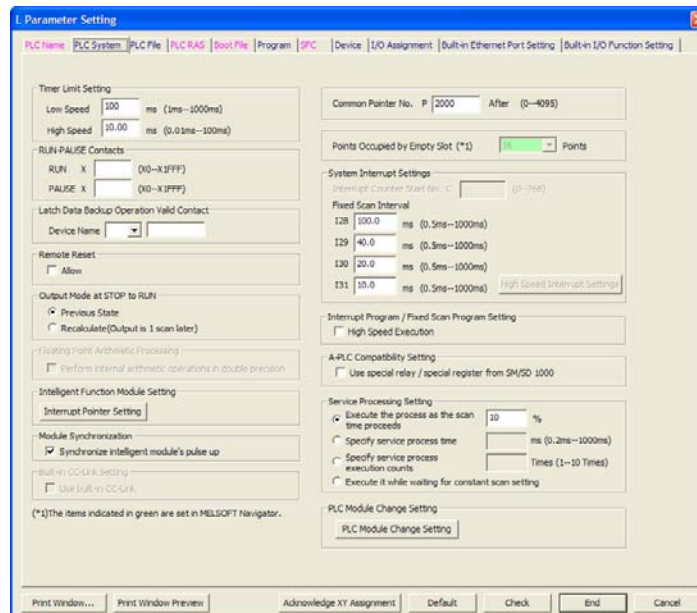 L Parameter Setting
PLC Name PLC System PLC File PLC RAS Boot File Program SFC Device I/O Assignment Built-in Ethernet Port Setting Built-in I/O Function Setting
Timer Limit Setting
Low Speed 100 ms (1ms--1000ms)
High Speed 10.00 ms (0.01ms--100ms)
RUN-PAUSE Contacts
RUN X (X0--X1FFF)
PAUSE X (X0--X1FFF)
Latch Data Backup Operation Valid Contact
Device Name
Remote Reset
Allow
Output Mode at STOP to RUN
Previous State
Recalculate(Output is 1 scan later)
Floating Point Arithmetic Processing
Perform internal arithmetic operations in double precision
Intelligent Function Module Setting
Interrupt Pointer Setting
Module Synchronization
Synchronize intelligent module's pulse up
Built-in CC-Link Setting
Use built-in CC-Link
(*1)The items indicated in green are set in MELSOFT Navigator.
Common Pointer No. P 2000 After (0--4095)
Points Occupied by Empty Slot (*1) 16 Points
System Interrupt Settings
Interrupt Counter Start No. C (0--768)
Fixed Scan Interval
I28 100.0 ms (0.5ms--1000ms)
I29 40.0 ms (0.5ms--1000ms)
I30 20.0 ms (0.5ms--1000ms)
I31 10.0 ms (0.5ms--1000ms) High Speed Interrupt Settings
Interrupt Program / Fixed Scan Program Setting
High Speed Execution
A-PLC Compatibility Setting
Use special relay / special register from SM/SD 1000
Service Processing Setting
Execute the process as the scan
time proceeds 10 %
Specify service process time ms (0.2ms--1000ms)
Specify service process
execution counts Times (1--10 Times)
Execute it while waiting for constant scan setting
PLC Module Change Setting
PLC Module Change Setting
Print Window... Print Window Preview Acknowledge XY Assignment Default Check End Cancel